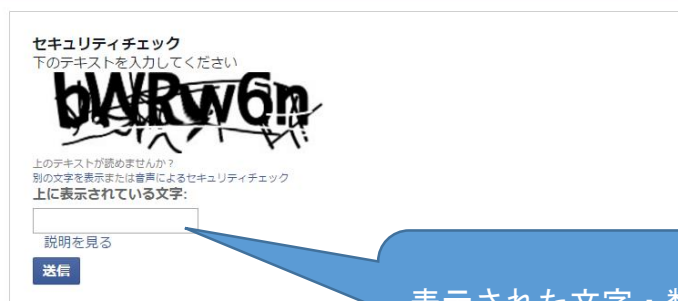 セキュリティチェック
下のテキストを入力してください
bWRw6n
上のテキストが読めませんか？
別の文字を表示または音声によるセキュリティチェック
上に表示されている文字:
説明を見る
送信
表示された文字・